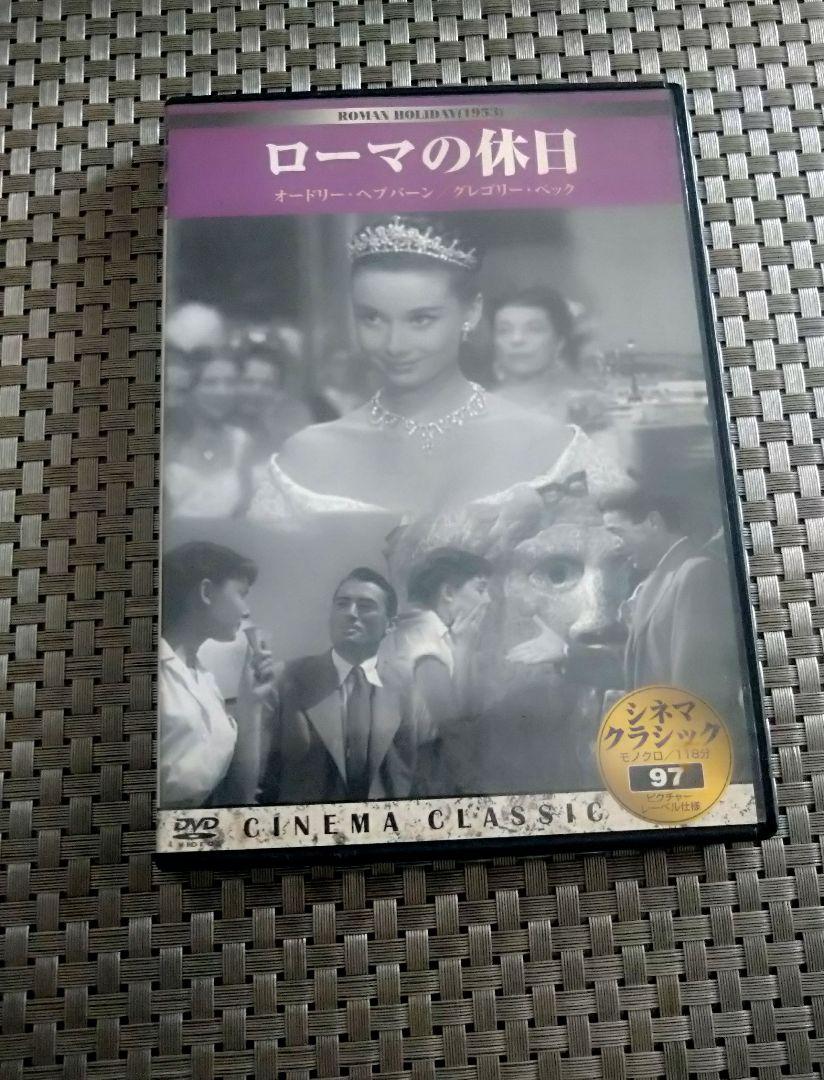 ROMAN HOLIDAY(1953)
ローマの休日
オードリー・ヘプバーン/グレゴリー・ペック
シネマ
クラシック
モノクロ/118分
97
ピクチャー
レーベル仕様
DVD
CINEMA CLASSIC